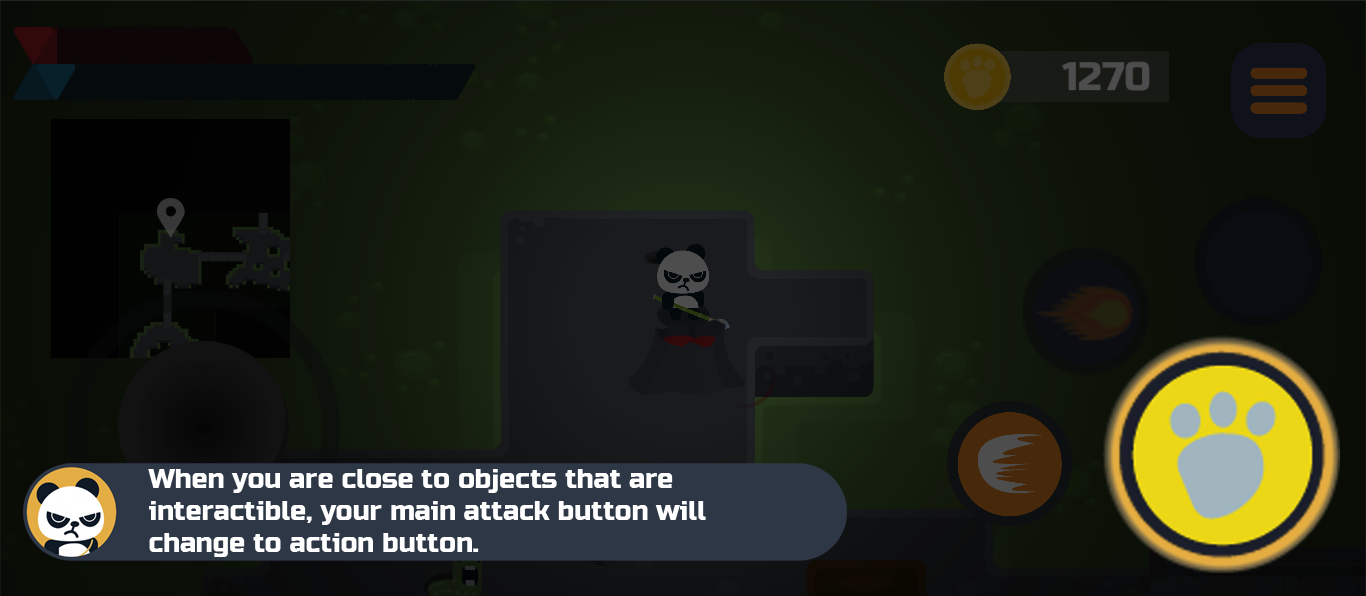 1270
When you are close to objects that are
interactible, your main attack button will
change to action button.